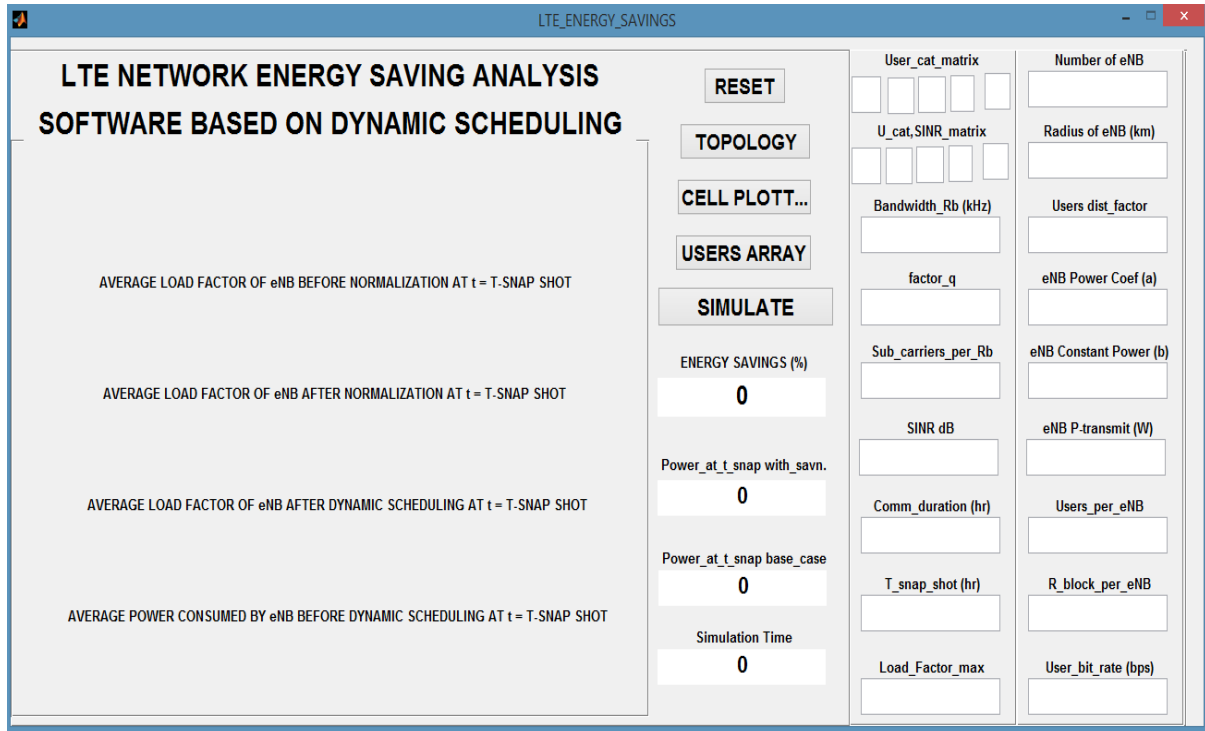 LTE_ENERGY_SAVINGS
LTE NETWORK ENERGY SAVING ANALYSIS
SOFTWARE BASED ON DYNAMIC SCHEDULING
AVERAGE LOAD FACTOR OF eNB BEFORE NORMALIZATION AT t = T-SNAP SHOT
AVERAGE LOAD FACTOR OF eNB AFTER NORMALIZATION AT t = T-SNAP SHOT
AVERAGE LOAD FACTOR OF eNB AFTER DYNAMIC SCHEDULING AT t = T-SNAP SHOT
AVERAGE POWER CONSUMED BY eNB BEFORE DYNAMIC SCHEDULING AT t = T-SNAP SHOT
RESET
TOPOLOGY
CELL PLOTT...
USERS ARRAY
SIMULATE
ENERGY SAVINGS (%)
0
Power_at_t_snap with_savn.
0
Power_at_t_snap base_case
0
Simulation Time
0
User_cat_matrix
U_cat,SINR_matrix
Bandwidth_Rb (kHz)
factor_q
Sub_carriers_per_Rb
SINR dB
Comm_duration (hr)
T_snap_shot (hr)
Load_Factor_max
Number of eNB
Radius of eNB (km)
Users dist_factor
eNB Power Coef (a)
eNB Constant Power (b)
eNB P-transmit (W)
Users_per_eNB
R_block_per_eNB
User_bit_rate (bps)